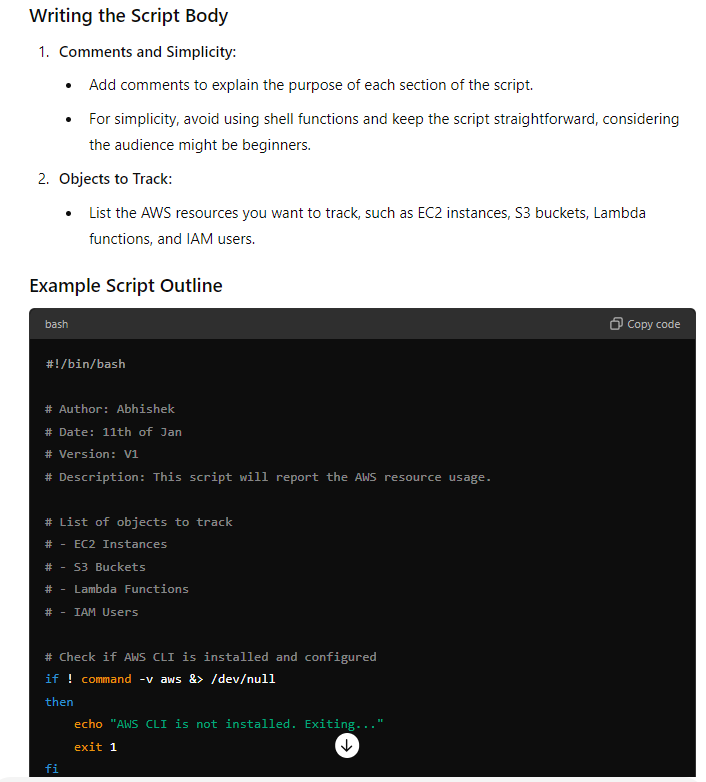 Writing the Script Body
1. Comments and Simplicity:
• Add comments to explain the purpose of each section of the script.
• For simplicity, avoid using shell functions and keep the script straightforward, considering
the audience might be beginners.
2. Objects to Track:
• List the AWS resources you want to track, such as EC2 instances, S3 buckets, Lambda
functions, and IAM users.
Example Script Outline
bash Copy code
#!/bin/bash
# Author: Abhishek
# Date: 11th of Jan
# Version: V1
# Description: This script will report the AWS resource usage.
# List of objects to track
# - EC2 Instances
# - S3 Buckets
# - Lambda Functions
# - IAM Users
# Check if AWS CLI is installed and configured
if ! command -v aws &> /dev/null
then
    echo "AWS CLI is not installed. Exiting..."
    exit 1
fi